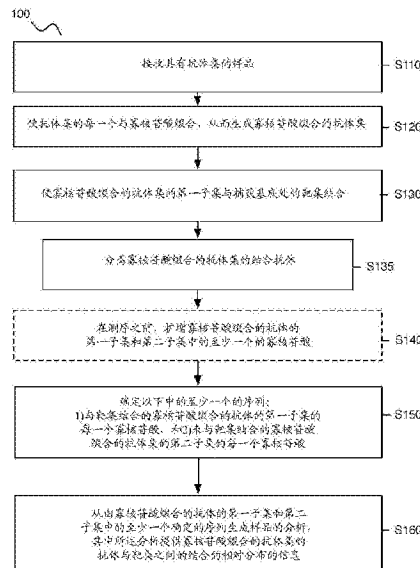 100
接收具有抗体集的样品
S110
使抗体集的每一个与寡核苷酸缀合，从而生成寡核苷酸缀合的抗体集
S120
使寡核苷酸缀合的抗体集的第一子集与捕获基底处的靶集结合
S130
分离寡核苷酸缀合的抗体集的结合抗体
S135
在测序之前，扩增寡核苷酸缀合的抗体的
第一子集和第二子集中的至少一个的寡核苷酸
S140
确定以下中的至少一个的序列：
1)与靶集结合的寡核苷酸缀合的抗体的第一子集的
每一个寡核苷酸，和2)未与靶集结合的寡核苷酸
缀合的抗体集的第二子集的每一个寡核苷酸
S150
从由寡核苷酸缀合的抗体的第一子集和第二
子集中的至少一个确定的序列生成样品的分析，
其中所述分析提供寡核苷酸缀合的抗体集的
抗体与靶集之间的结合的相对分布的信息
S160